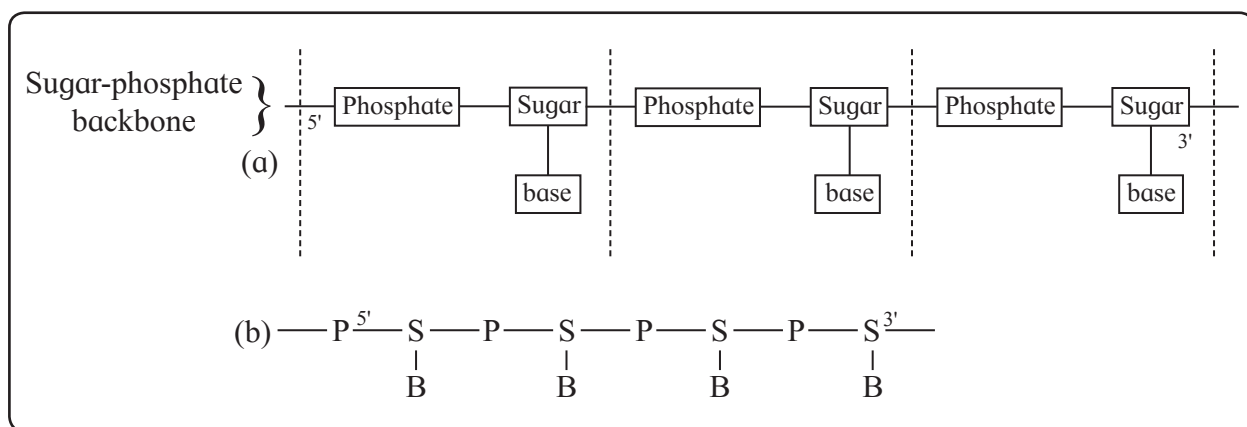 Sugar-phosphate
backbone
}
(a)
5' Phosphate Sugar Phosphate Sugar Phosphate Sugar 3'
base base base
(b) P 5' S P S P S P S 3'
B B B B